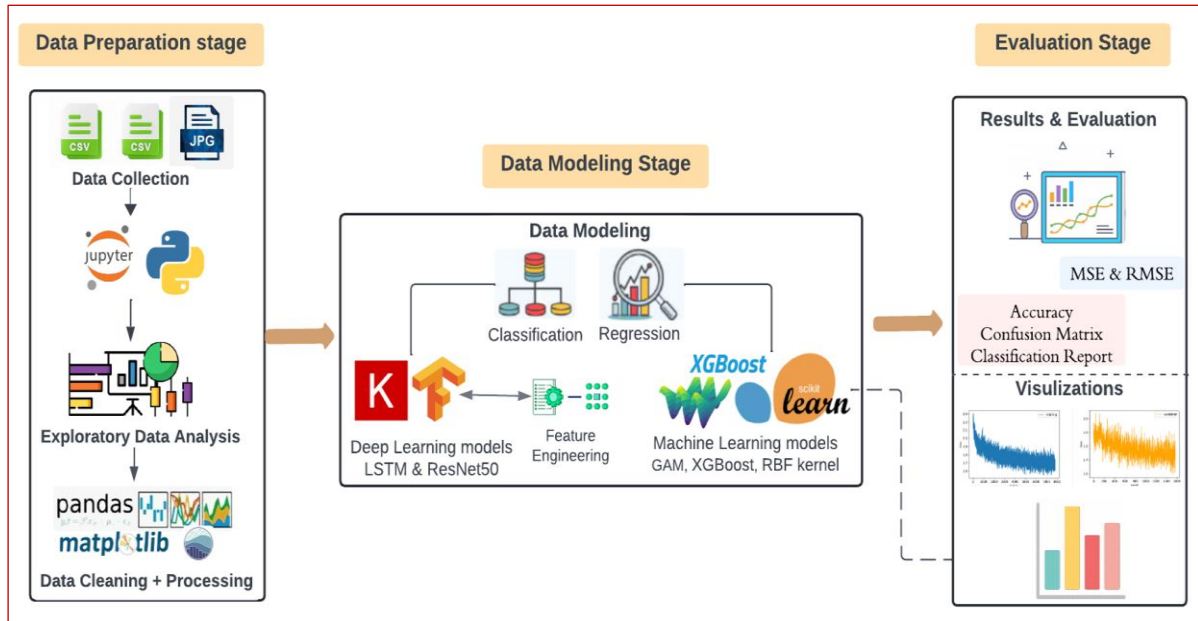 Data Preparation stage
CSV
CSV
JPG
Data Collection
jupyter
Exploratory Data Analysis
pandas
matplotlib
Data Cleaning + Processing
Data Modeling Stage
Data Modeling
Classification
Regression
K
Deep Learning models
LSTM & ResNet50
Feature
Engineering
XGBoost
scikit
learn
Machine Learning models
GAM, XGBoost, RBF kernel
Evaluation Stage
Results & Evaluation
MSE & RMSE
Accuracy
Confusion Matrix
Classification Report
Visulizations